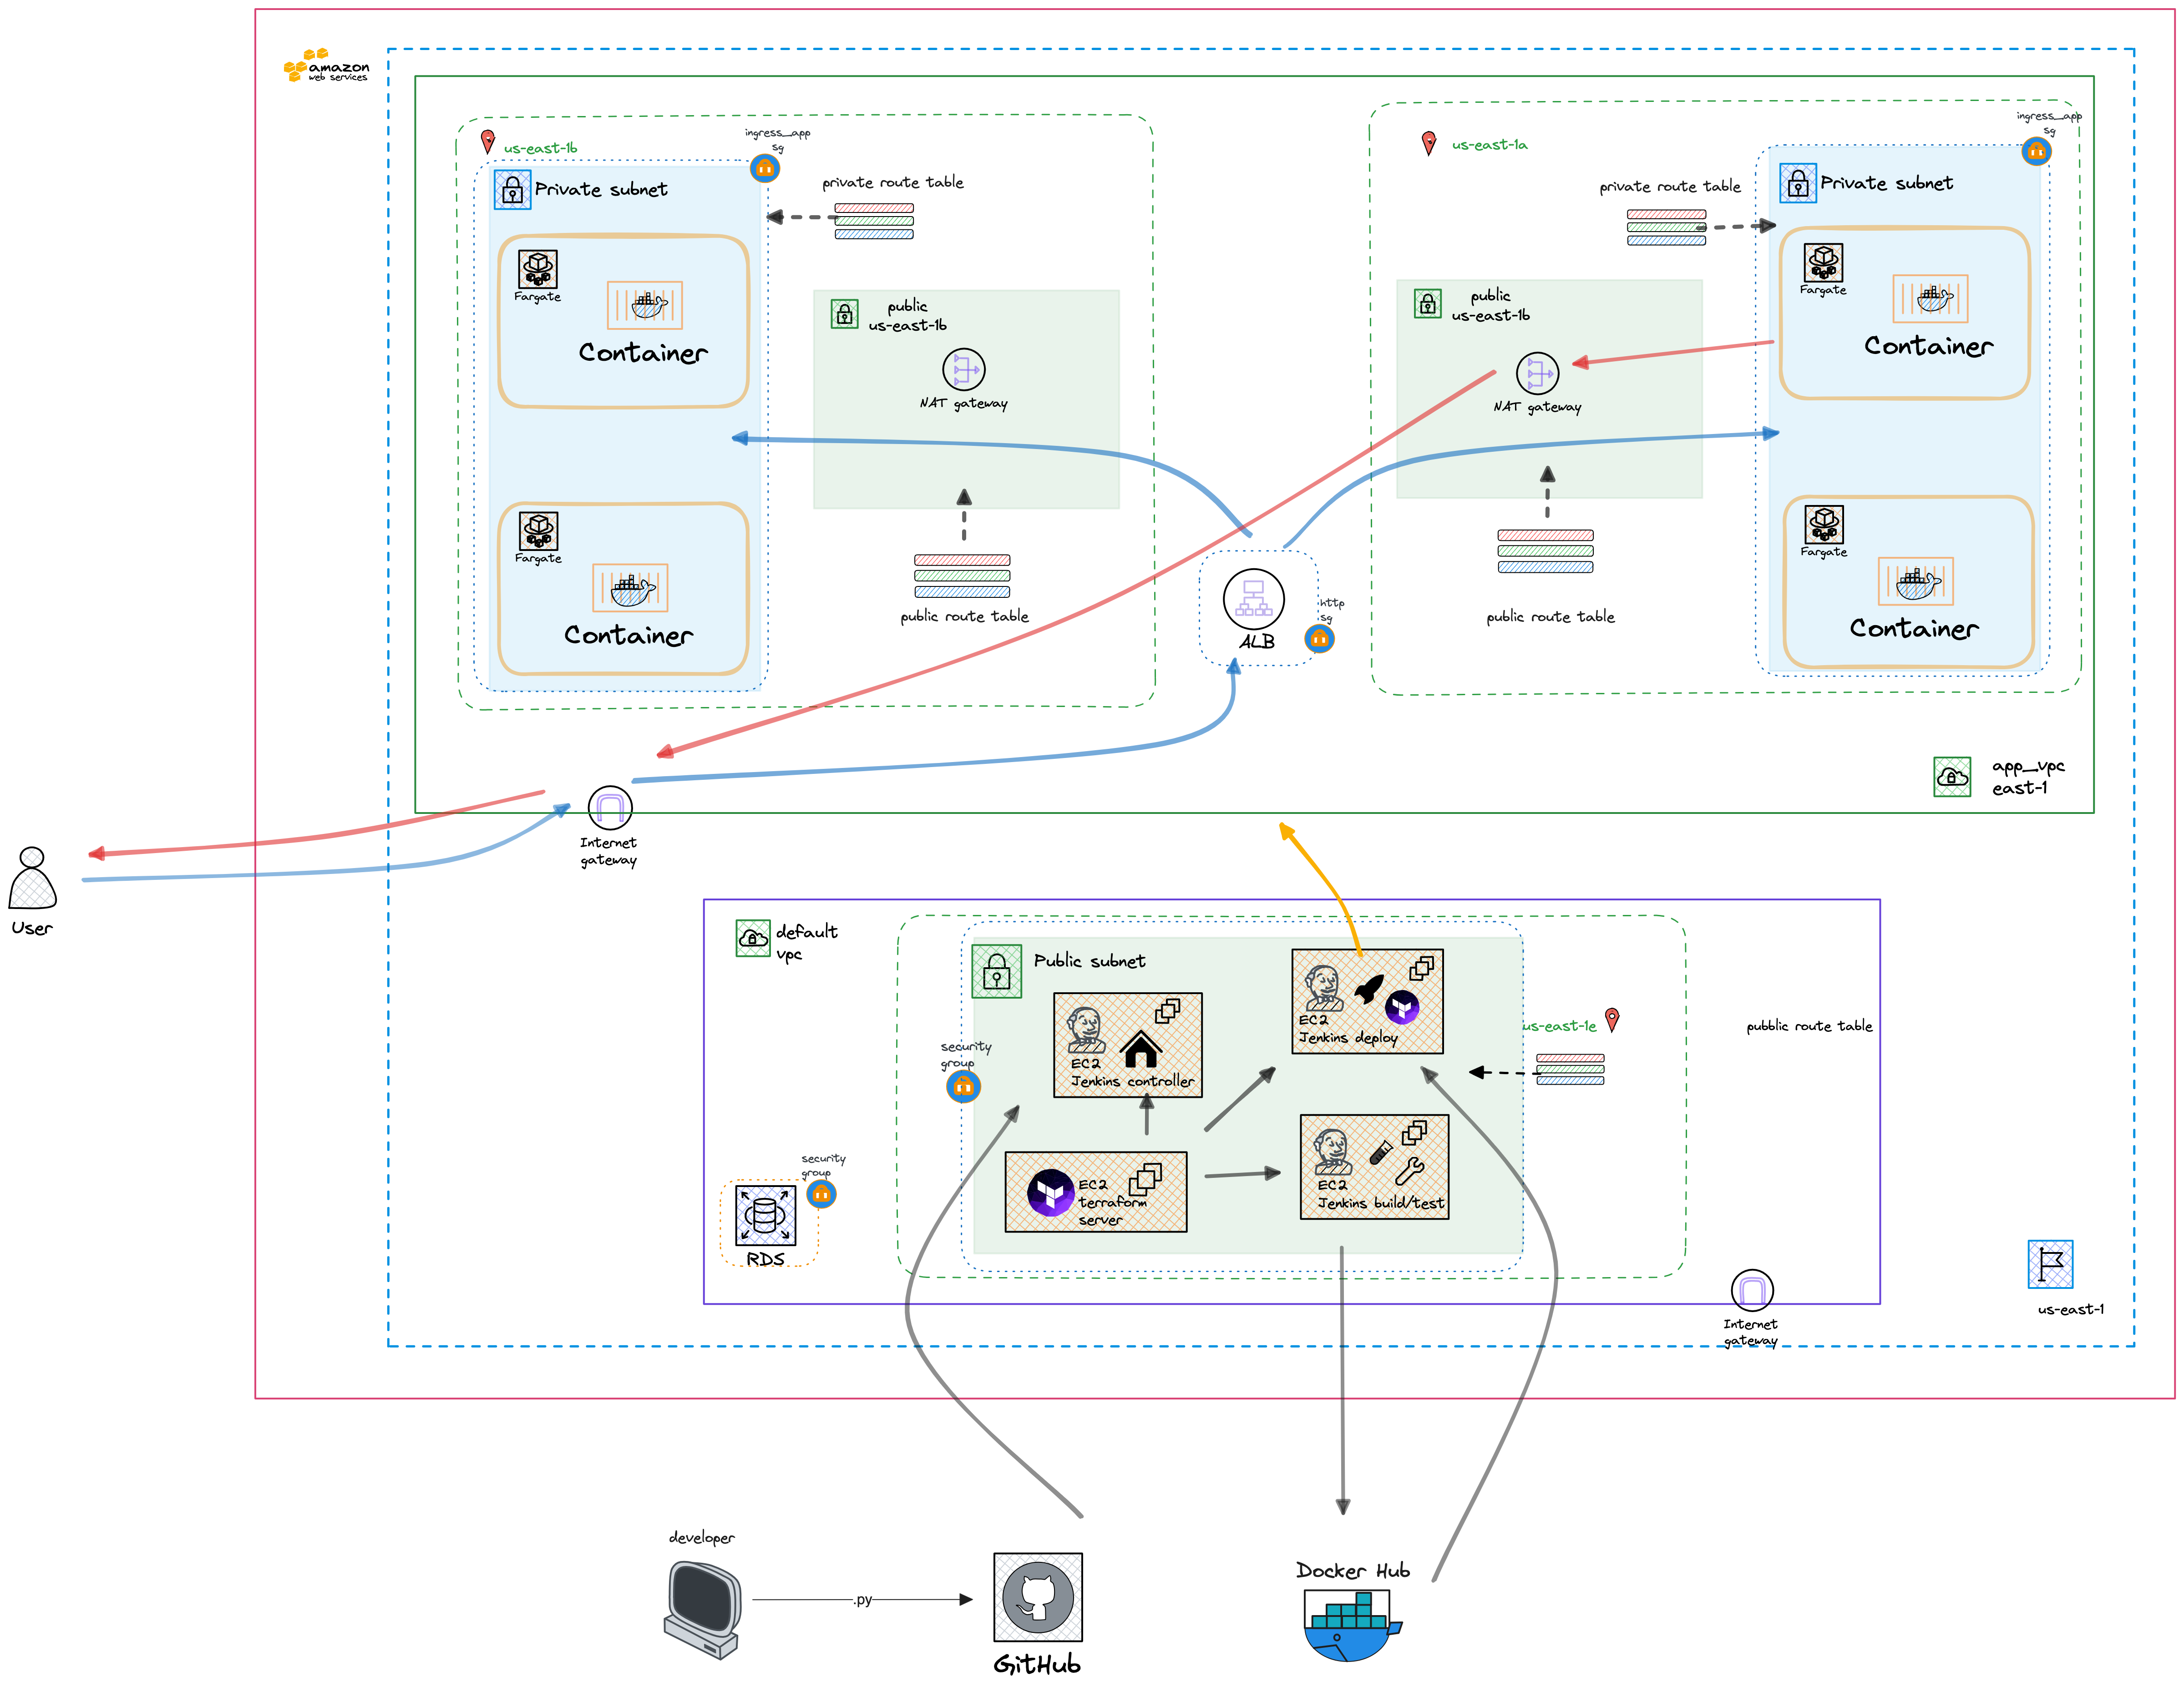 amazon
web services
us-east-1b
ingress_app
sg
Private subnet
private route table
Fargate
Container
public
us-east-1b
NAT gateway
Fargate
Container
public route table
us-east-1a
ingress_app
sg
private route table
Private subnet
Fargate
Container
public
us-east-1b
NAT gateway
Fargate
Container
public route table
http
sg
ALB
app_vpc
east-1
Internet
gateway
User
default
vpc
Public subnet
EC2
Jenkins deploy
us-east-1e
pubblic route table
security
group
EC2
Jenkins controller
security
group
RDS
EC2
terraform
server
EC2
Jenkins build/test
Internet
gateway
us-east-1
developer
.py
GitHub
Docker Hub